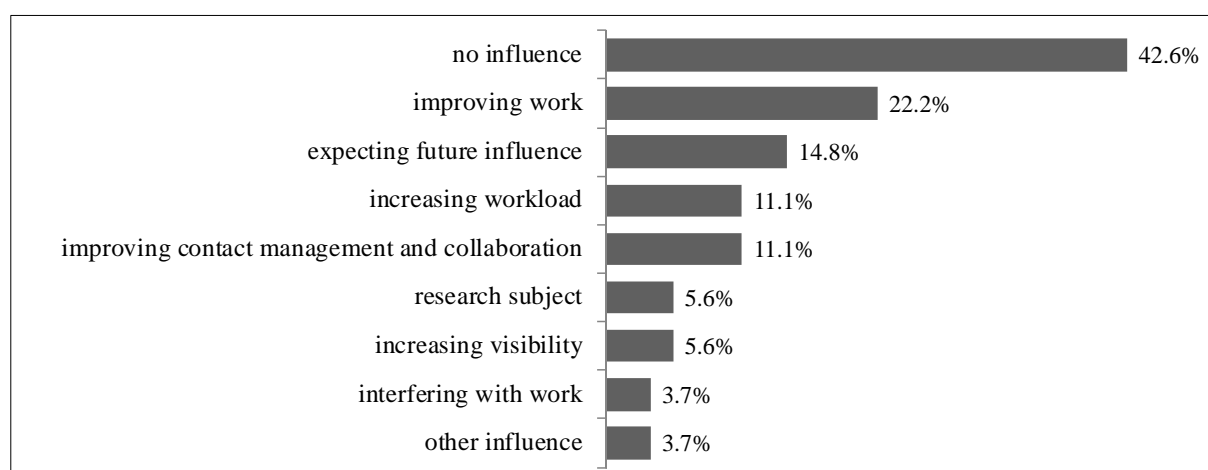 no influence 42.6%
improving work 22.2%
expecting future influence 14.8%
increasing workload 11.1%
improving contact management and collaboration 11.1%
research subject 5.6%
increasing visibility 5.6%
interfering with work 3.7%
other influence 3.7%